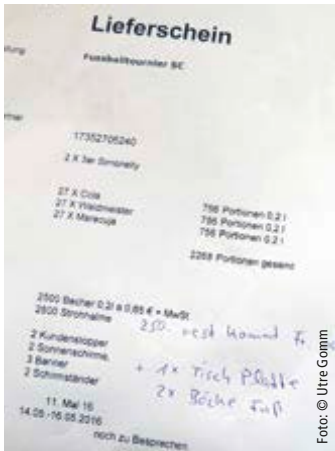 Lieferschein
Fussballtournier SC
17352705240
2 X 3er Simonelly
27 X Cola 756 Portionen 0,2 l
27 X Waldmeister 756 Portionen 0,2 l
27 X Maracuja 756 Portionen 0,2 l
2268 Portionen gesamt
2500 Becher 0,2l a 0,65 € + MwSt
2800 Strohhalme
250,- rest kommt Fr.
2 Kundenstopper
2 Sonnenschirme,
3 Banner
2 Schirmständer
+ 1x Tisch Platte
2x Böcke Fuß
11. Mai 16
14.05.-16.05.2016
noch zu Besprechen
Foto: © Utre Gomm